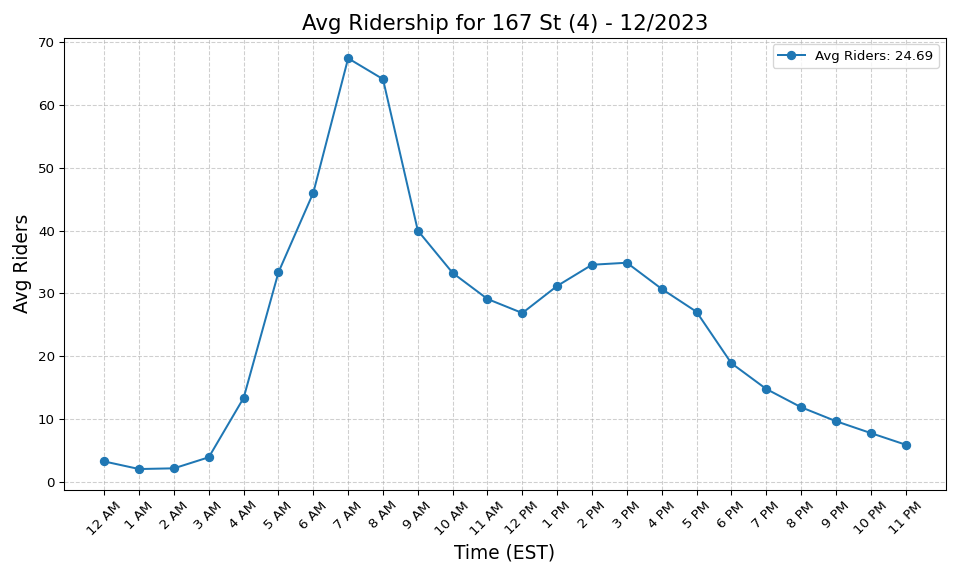 Avg Ridership for 167 St (4) - 12/2023
Avg Riders: 24.69
Avg Riders
70
60
50
40
30
20
10
0
12 AM
1 AM
2 AM
3 AM
4 AM
5 AM
6 AM
7 AM
8 AM
9 AM
10 AM
11 AM
12 PM
1 PM
2 PM
3 PM
4 PM
5 PM
6 PM
7 PM
8 PM
9 PM
10 PM
11 PM
Time (EST)